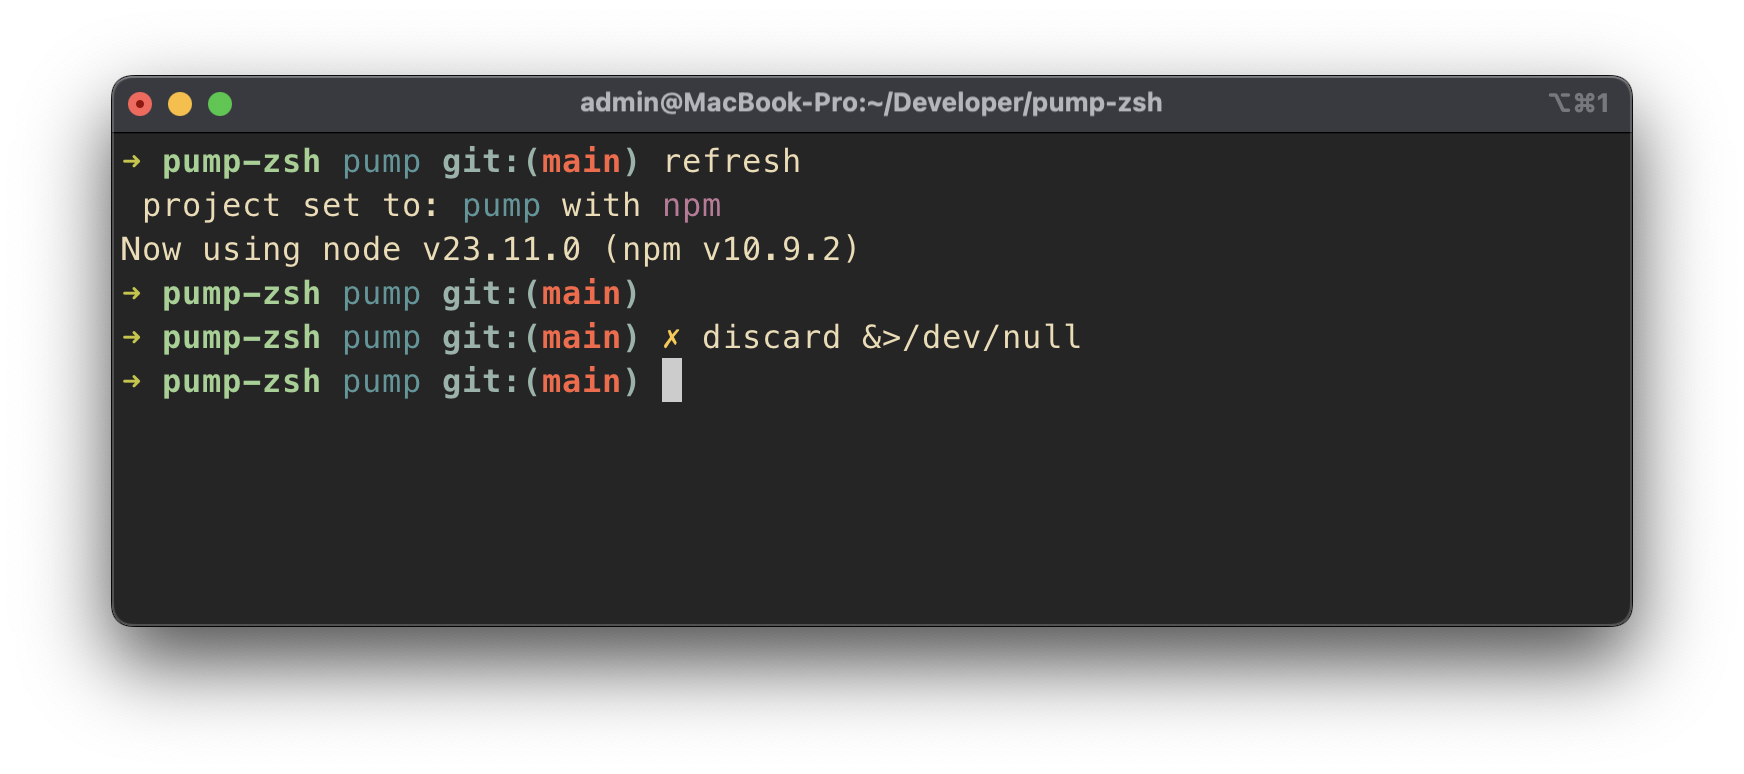 admin@MacBook-Pro:~/Developer/pump-zsh ⌥⌘1
➜ pump-zsh pump git:(main) refresh
 project set to: pump with npm
Now using node v23.11.0 (npm v10.9.2)
➜ pump-zsh pump git:(main)
➜ pump-zsh pump git:(main) ✗ discard &>/dev/null
➜ pump-zsh pump git:(main)